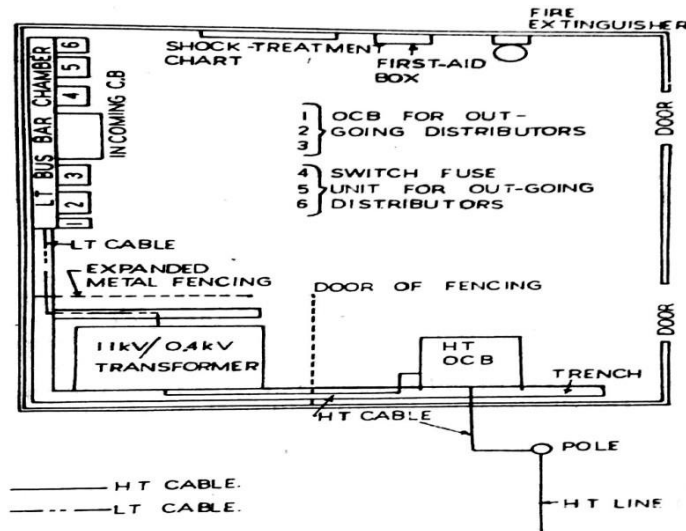 FIRE
EXTINGUISHER
SHOCK-TREATMENT
CHART
FIRST-AID
BOX
6
5
4
3
2
1
LT BUS BAR CHAMBER
INCOMING C.B
1
2
3
OCB FOR OUT-
GOING DISTRIBUTORS
4
5
6
SWITCH FUSE
UNIT FOR OUT-GOING
DISTRIBUTORS
DOOR
LT CABLE
EXPANDED
METAL FENCING
DOOR OF FENCING
DOOR
11kV/0.4kV
TRANSFORMER
HT
OCB
TRENCH
HT CABLE
POLE
HT CABLE.
LT CABLE.
HT LINE